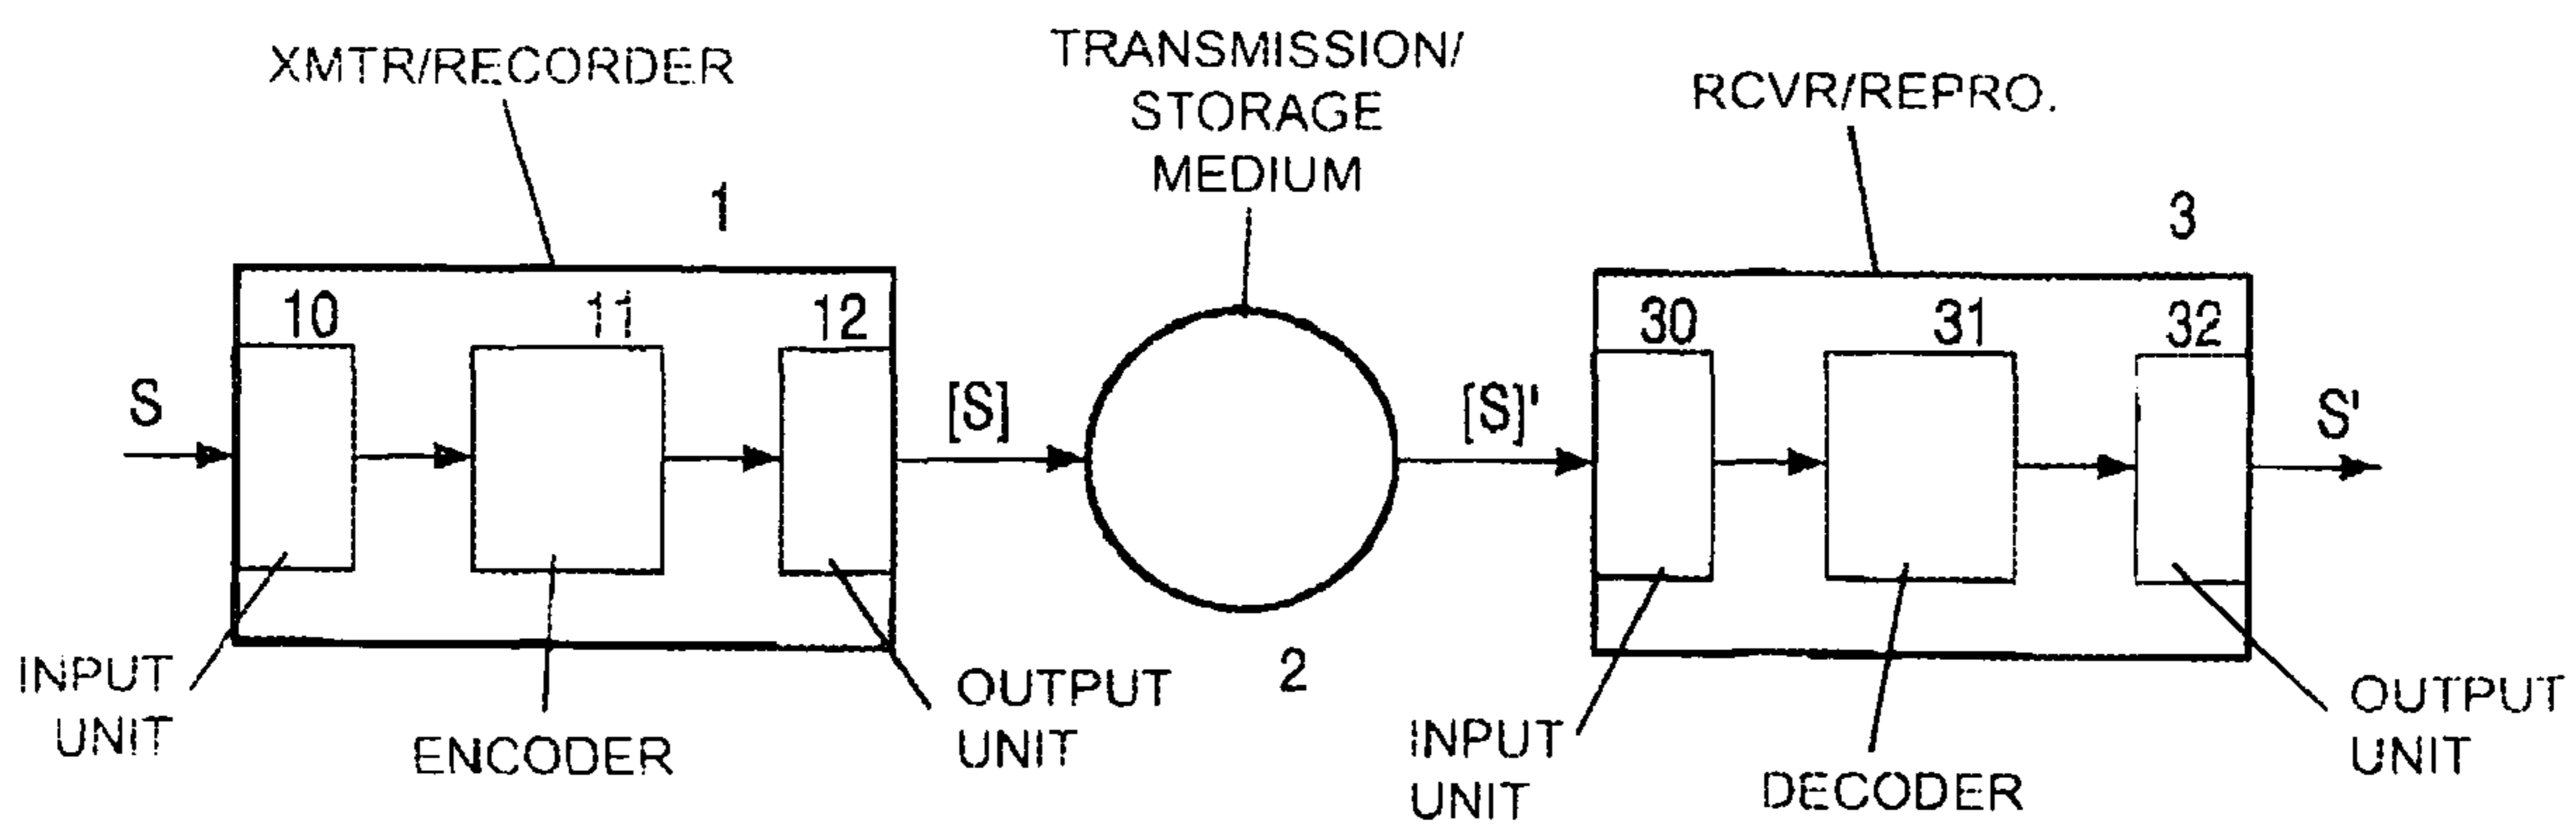 XMTR/RECORDER
TRANSMISSION/
STORAGE
MEDIUM
RCVR/REPRO.
1
3
10
11
12
30
31
32
S
[S]
[S]'
S'
2
INPUT
UNIT
ENCODER
OUTPUT
UNIT
INPUT
UNIT
DECODER
OUTPUT
UNIT